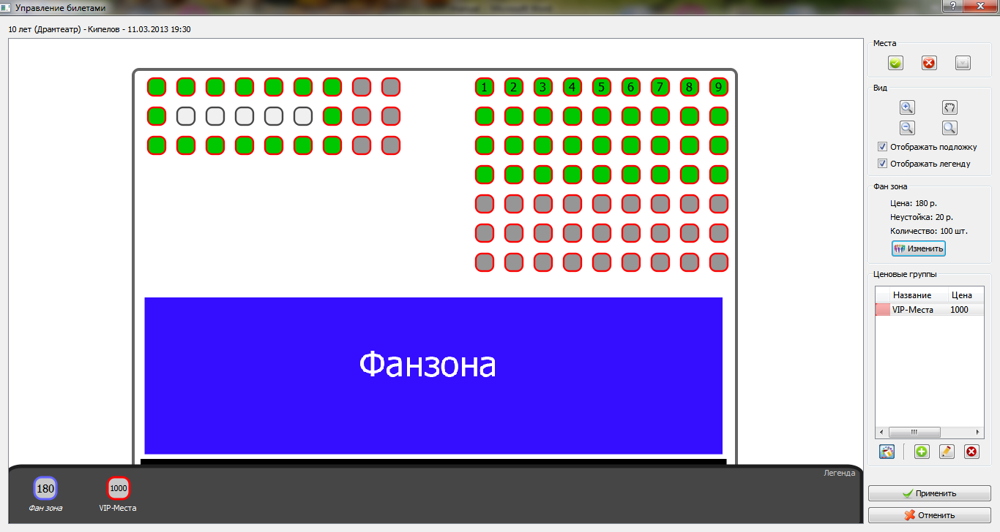 Управление билетами
10 лет (Драмтеатр) - Кипелов - 11.03.2013 19:30
1 2 3 4 5 6 7 8 9
Фанзона
Легенда
180
Фан зона
1000
VIP-Места
Места
Вид
Отображать подложку
Отображать легенду
Фан зона
Цена: 180 р.
Неустойка: 20 р.
Количество: 100 шт.
Изменить
Ценовые группы
Название Цена
VIP-Места 1000
Применить
Отменить